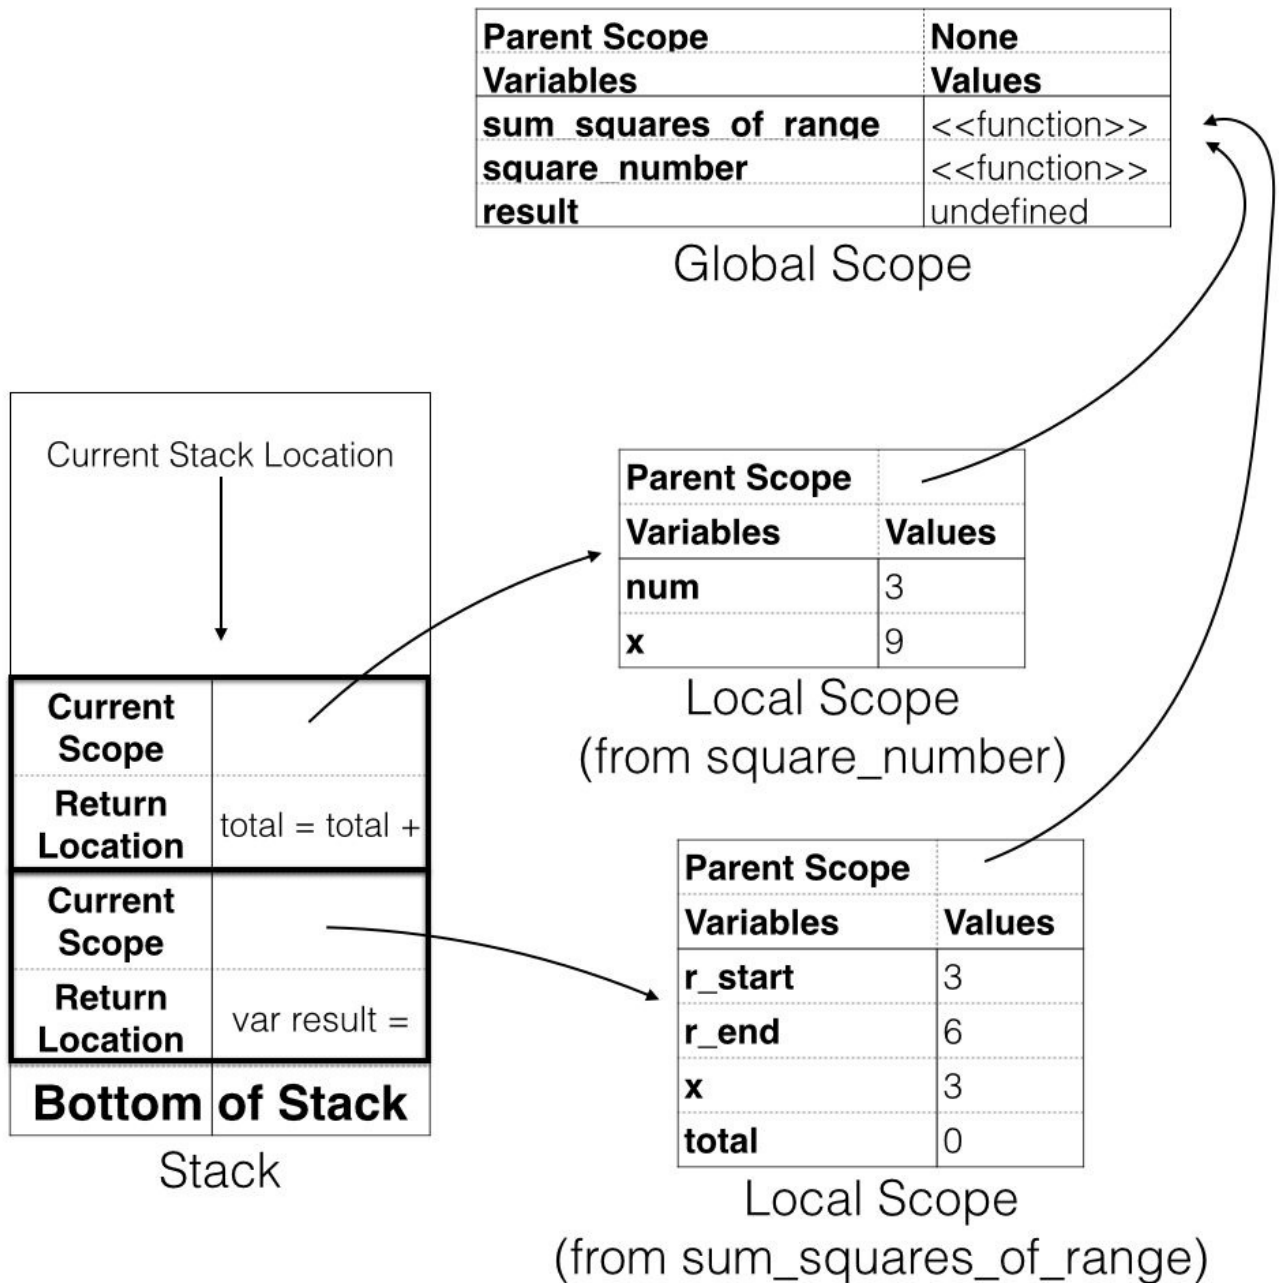 Parent Scope None
Variables Values
sum_squares_of_range <<function>>
square_number <<function>>
result undefined
Global Scope
Current Stack Location
Current
Scope
Return
Location
total = total +
Current
Scope
Return
Location
var result =
Bottom of Stack
Stack
Parent Scope
Variables Values
num 3
x 9
Local Scope
(from square_number)
Parent Scope
Variables Values
r_start 3
r_end 6
x 3
total 0
Local Scope
(from sum_squares_of_range)